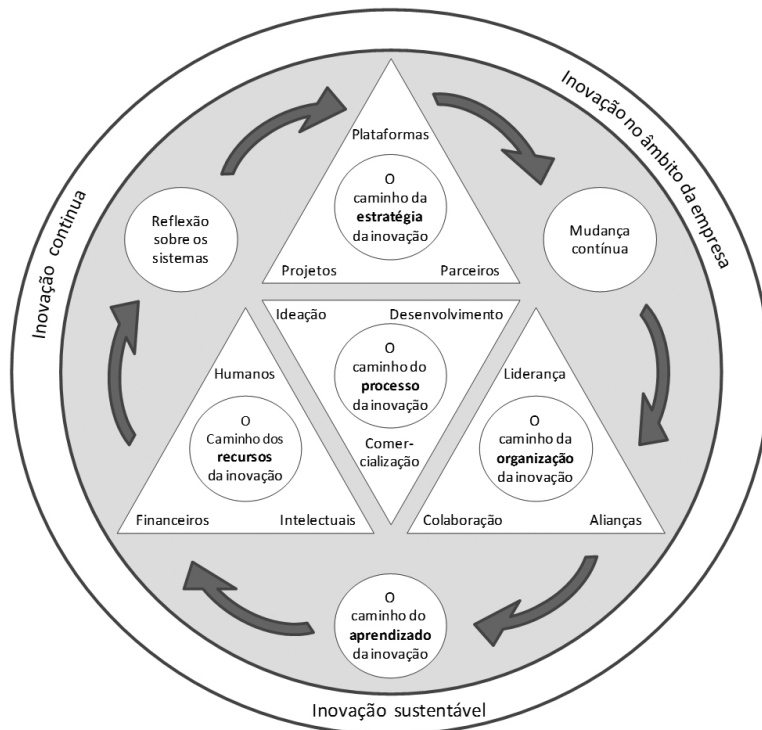 Inovação no âmbito da empresa
Inovação continua
Plataformas
O
caminho da
estratégia
da inovação
Projetos
Parceiros
Reflexão
sobre os
sistemas
Mudança
contínua
Ideação
Desenvolvimento
O
caminho do
processo
da inovação
Comer-
cialização
Humanos
O
Caminho dos
recursos
da inovação
Financeiros
Intelectuais
Liderança
O
caminho da
organização
da inovação
Colaboração
Alianças
O
caminho do
aprendizado
da inovação
Inovação sustentável